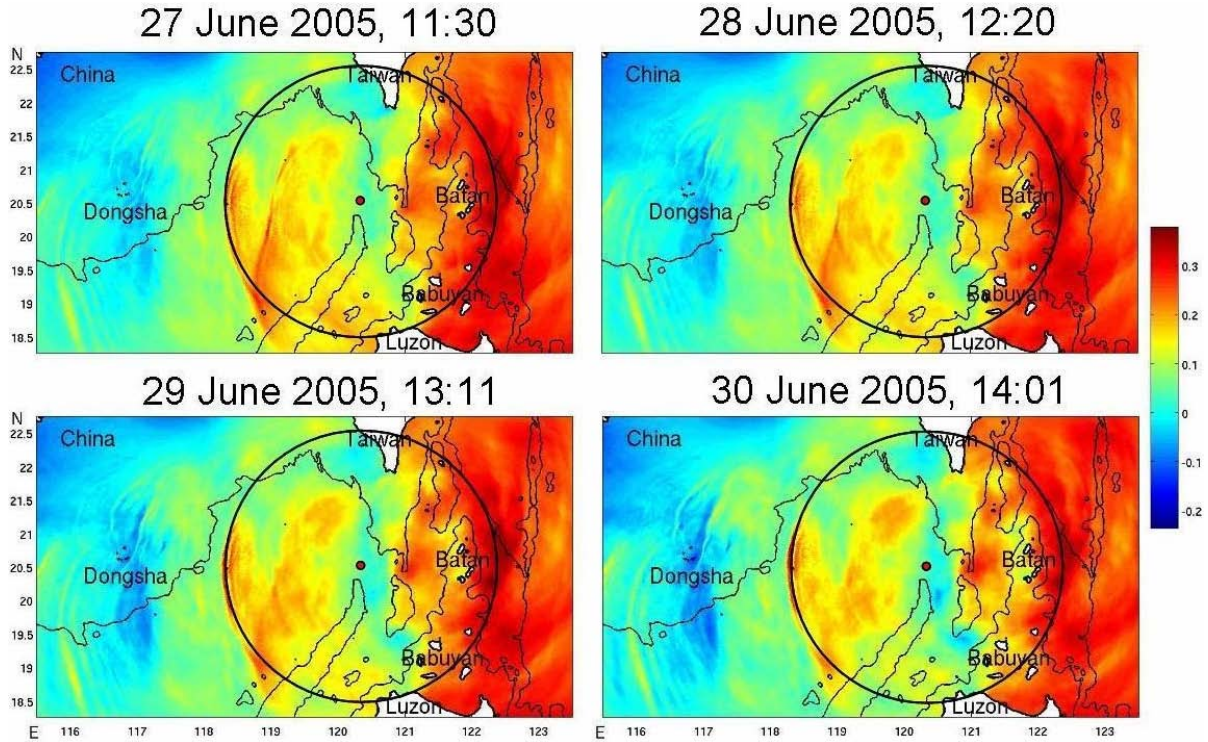 27 June 2005, 11:30
28 June 2005, 12:20
N
22.5
22
21.5
21
20.5
20
19.5
19
18.5
China
Taiwan
Dongsha
Batan
Babuyan
Luzon
China
Taiwan
Dongsha
Batan
Babuyan
Luzon
0.3
0.2
0.1
0
-0.1
-0.2
29 June 2005, 13:11
30 June 2005, 14:01
N
22.5
22
21.5
21
20.5
20
19.5
19
18.5
China
Taiwan
Dongsha
Batan
Babuyan
Luzon
China
Taiwan
Dongsha
Batan
Babuyan
Luzon
E 116 117 118 119 120 121 122 123
E 116 117 118 119 120 121 122 123